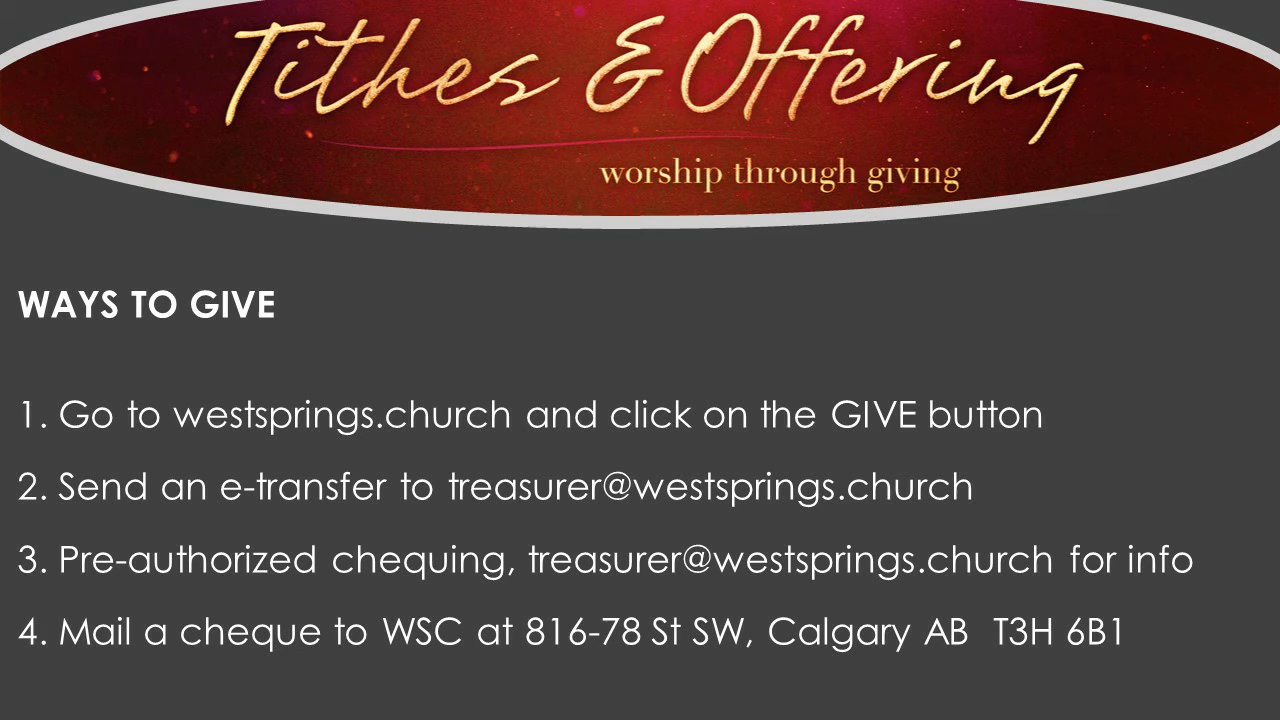 Tithes & Offering
worship through giving
WAYS TO GIVE
1. Go to westsprings.church and click on the GIVE button
2. Send an e-transfer to treasurer@westsprings.church
3. Pre-authorized chequing, treasurer@westsprings.church for info
4. Mail a cheque to WSC at 816-78 St SW, Calgary AB  T3H 6B1